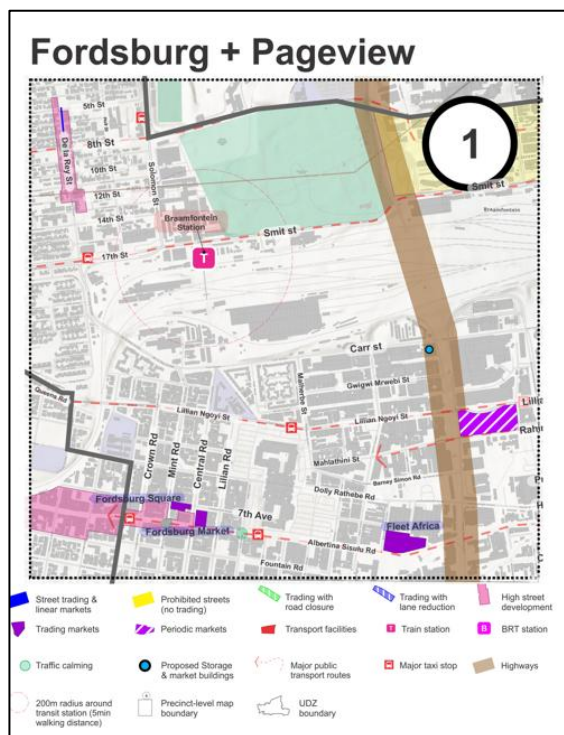 Fordsburg + Pageview
1
5th St
8th St
De la Rey St
10th St
12th St
14th St
17th St
Solomon St
Braamfontein
Station
T
Smit st
Smit st
Braamfontein
Carr st
Gwigwi Mrwebi St
Malherbe St
Queens Rd
Lillian Ngoyi St
Lillian Ngoyi St
Mahlathini St
Barney Simon Rd
Dolly Rathebe Rd
Crown Rd
Mint Rd
Central Rd
Lilian Rd
Fordsburg Square
7th Ave
Fordsburg Market
Fleet Africa
Albertina Sisulu Rd
Fountain Rd
Street trading &
linear markets
Prohibited streets
(no trading)
Trading with
road closure
Trading with
lane reduction
High street
development
Trading markets
Periodic markets
Transport facilities
T
Train station
B
BRT station
Traffic calming
Proposed Storage
& market buildings
Major public
transport routes
Major taxi stop
Highways
200m radius around
transit station (5min
walking distance)
Precinct-level map
boundary
UDZ
boundary